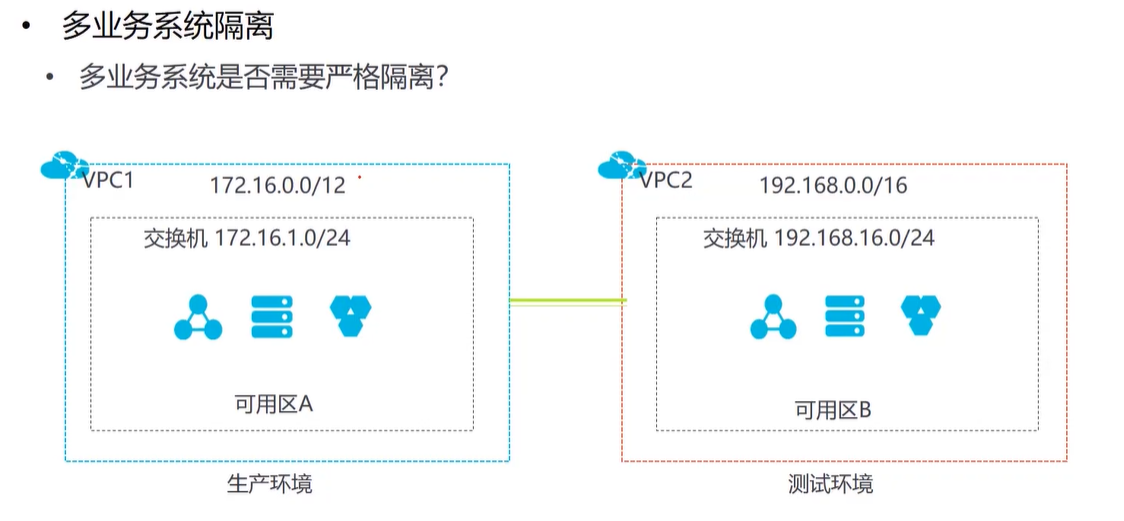 • 多业务系统隔离
• 多业务系统是否需要严格隔离?
VPC1 172.16.0.0/12
交换机 172.16.1.0/24
可用区A
生产环境
VPC2 192.168.0.0/16
交换机 192.168.16.0/24
可用区B
测试环境